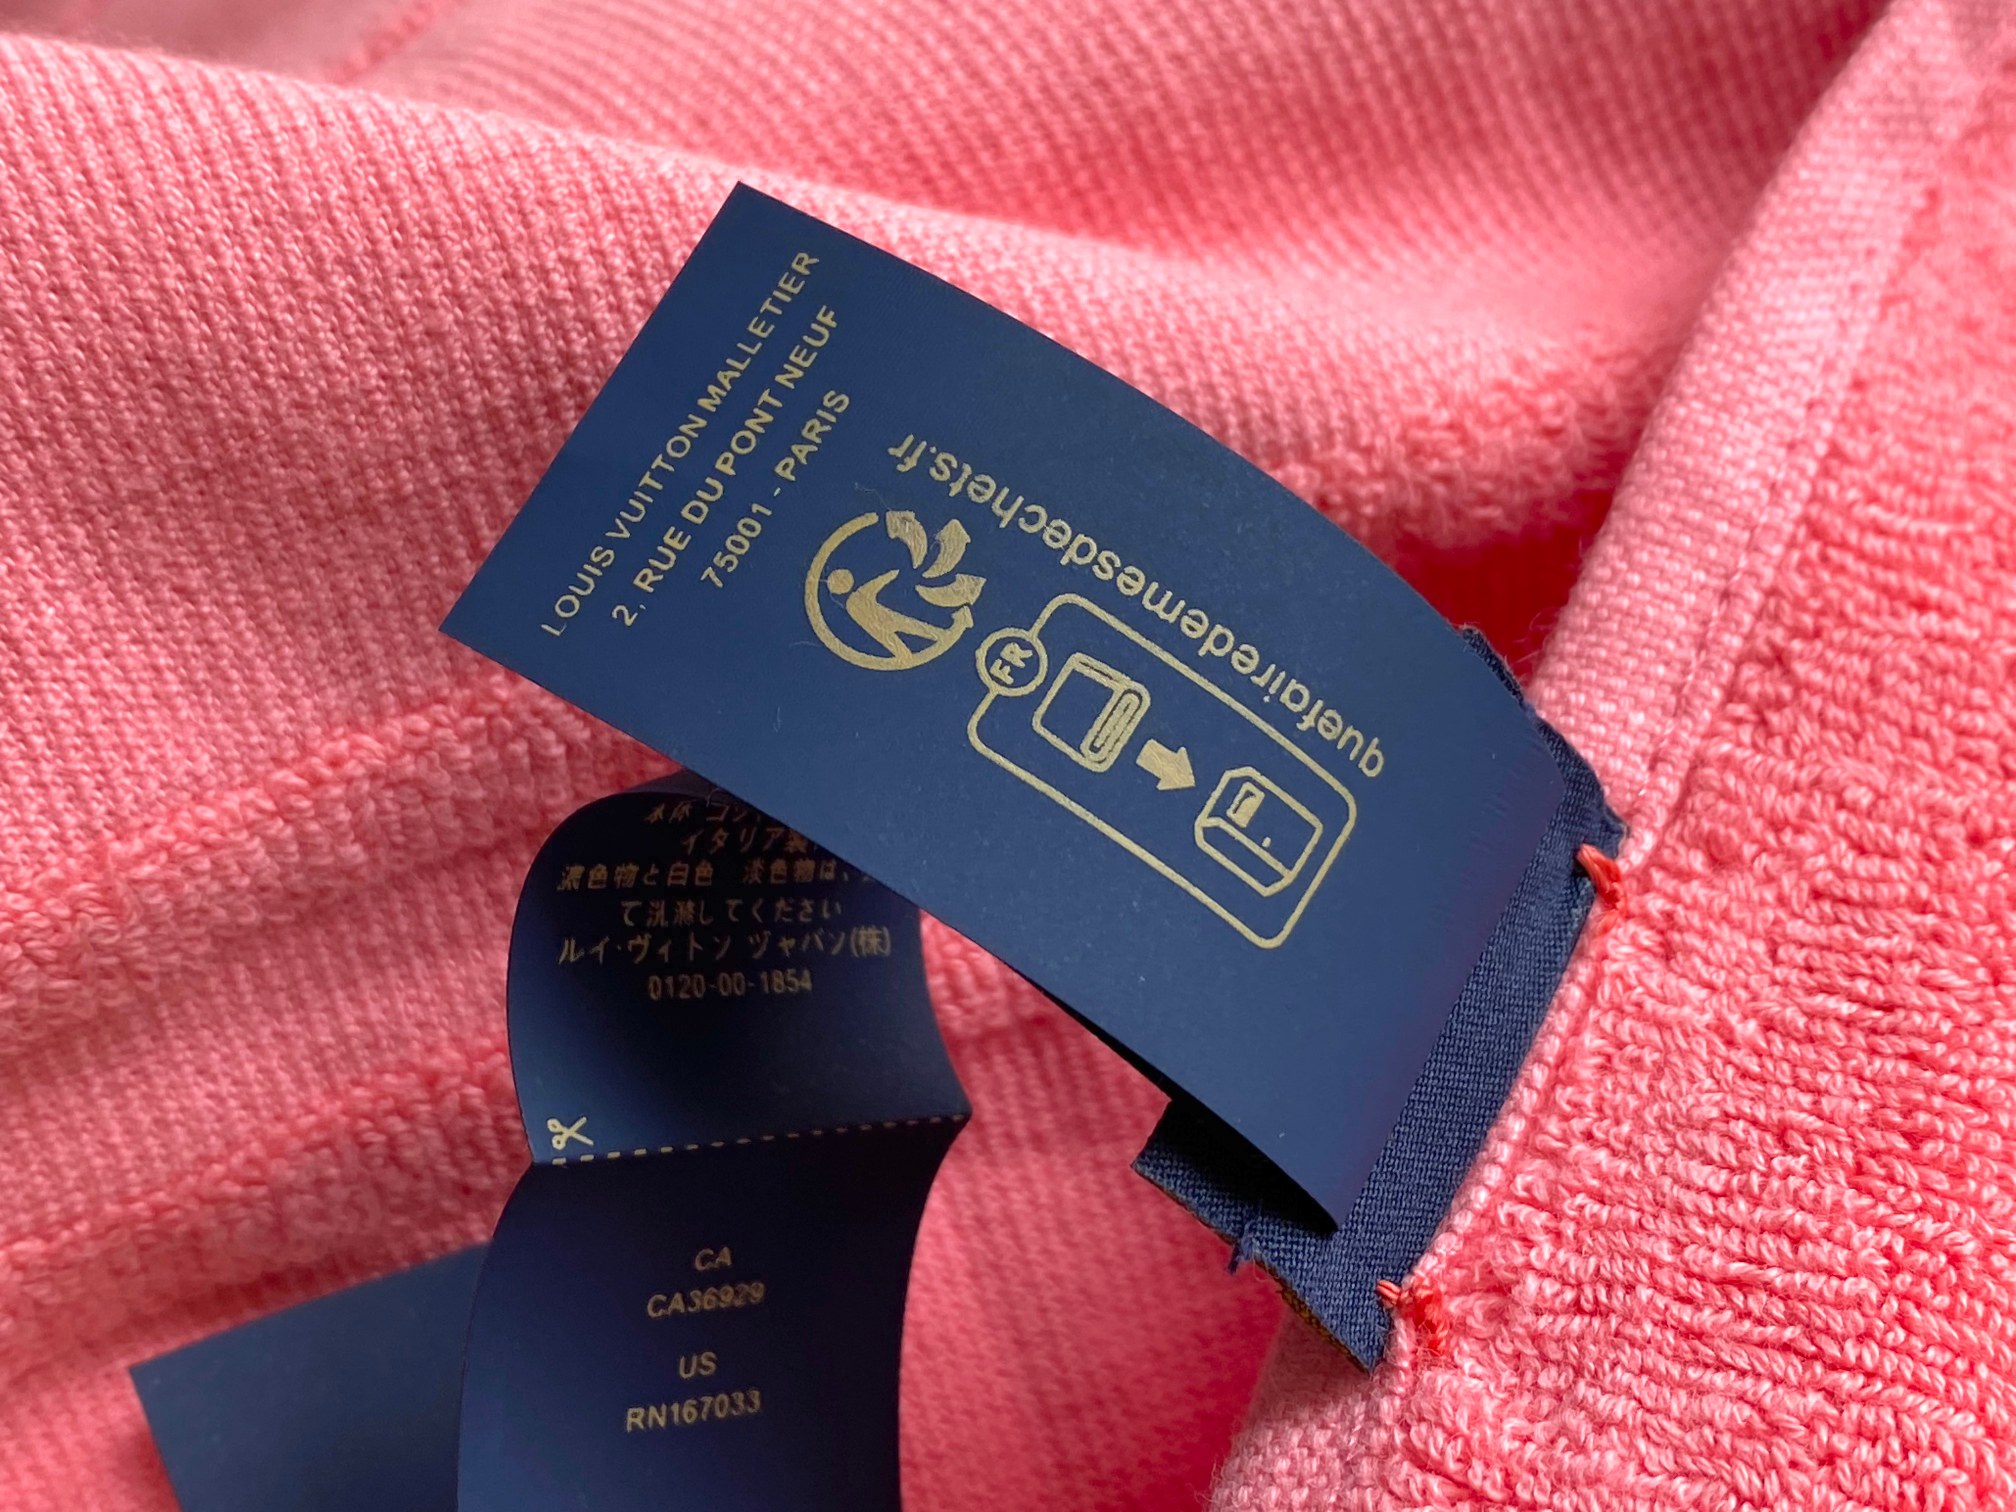 LOUIS VUITTON MALLETIER
2, RUE DU PONT NEUF
75001 - PARIS
quefairedemesdechets.fr
FR
イタリア製
濃色物と白色 淡色物は、
て洗濯してください
ルイ・ヴィトン ジャパン(株)
0120-00-1854
CA
CA36929
US
RN167033